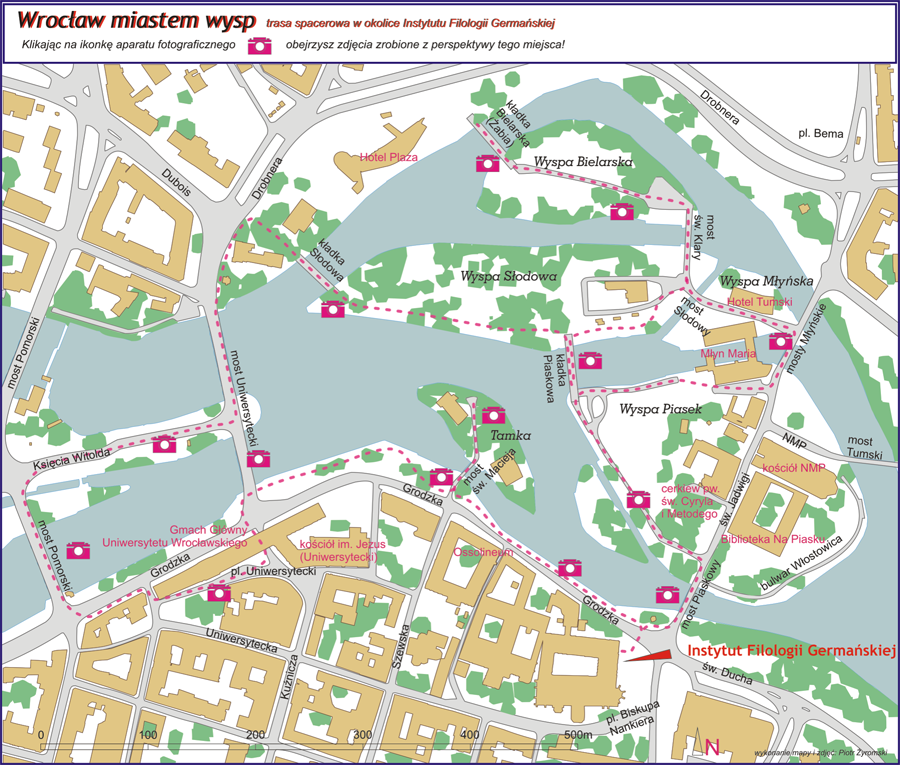 Wrocław miastem wysp trasa spacerowa w okolice Instytutu Filologii Germańskiej
Klikając na ikonkę aparatu fotograficznego obejrzysz zdjęcia zrobione z perspektywy tego miejsca!
Drobnera
pl. Bema
kładka
Bielarska
(Żabia)
Wyspa Bielarska
Hotel Plaza
Dubois
Drobnera
most
św. Klary
kładka
Słodowa
Wyspa Słodowa
Wyspa Młyńska
Hotel Tumski
most
Słodowy
mosty Młyńskie
most Pomorski
most Uniwersytecki
kładka
Piaskowa
Młyn Maria
Wyspa Piasek
Tamka
most
św. Macieja
NMP
most
Tumski
Księcia Witolda
kościół NMP
Grodzka
cerkiew pw.
św. Cyryla
i Metodego
św. Jadwigi
most Pomorski
Gmach Główny
Uniwersytetu Wrocławskiego
kościół im. Jezus
(Uniwersytecki)
Ossolineum
Biblioteka Na Piasku
Grodzka
pl. Uniwersytecki
bulwar Włostowica
Grodzka
most Piaskowy
Uniwersytecka
Szewska
Kuźnicza
Instytut Filologii Germańskiej
św. Ducha
pl. Biskupa
Nankiera
0 100 200 300 400 500m
N
wykonanie mapy i zdjęć: Piotr Żyromski